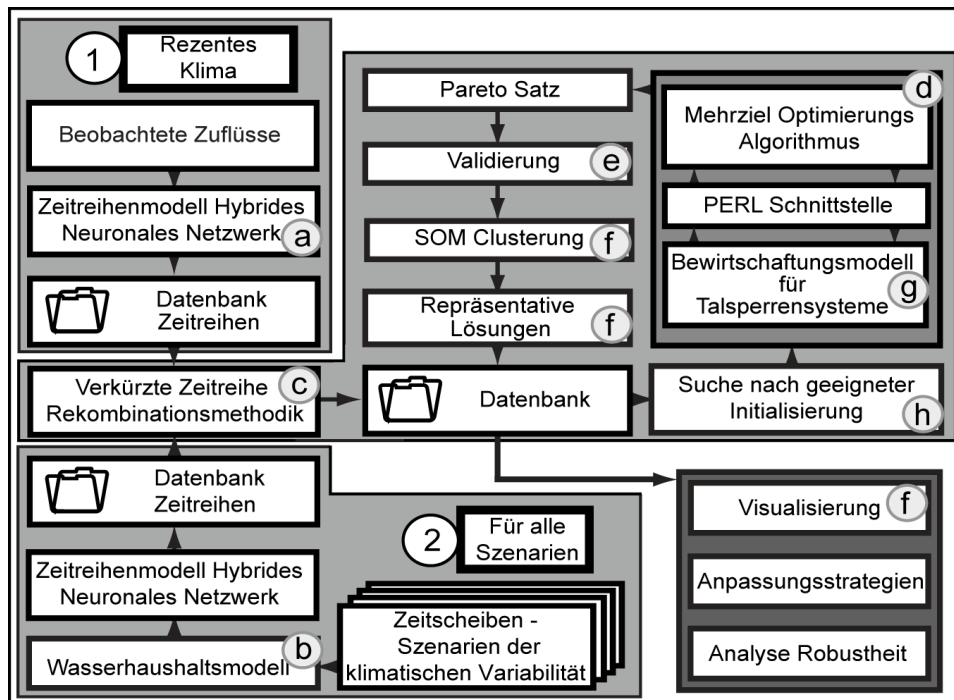 1
Rezentes
Klima
Beobachtete Zuflüsse
Zeitreihenmodell Hybrides
Neuronales Netzwerk
a
Datenbank
Zeitreihen
Verkürzte Zeitreihe
Rekombinationsmethodik
c
Pareto Satz
Validierung
e
SOM Clusterung
f
Repräsentative
Lösungen
f
Datenbank
d
Mehrziel Optimierungs
Algorithmus
PERL Schnittstelle
Bewirtschaftungsmodell
für
Talsperrensysteme
g
Suche nach geeigneter
Initialisierung
h
Datenbank
Zeitreihen
Zeitreihenmodell Hybrides
Neuronales Netzwerk
Wasserhaushaltsmodell
b
2
Für alle
Szenarien
Zeitscheiben -
Szenarien der
klimatischen Variabilität
Visualisierung
f
Anpassungsstrategien
Analyse Robustheit